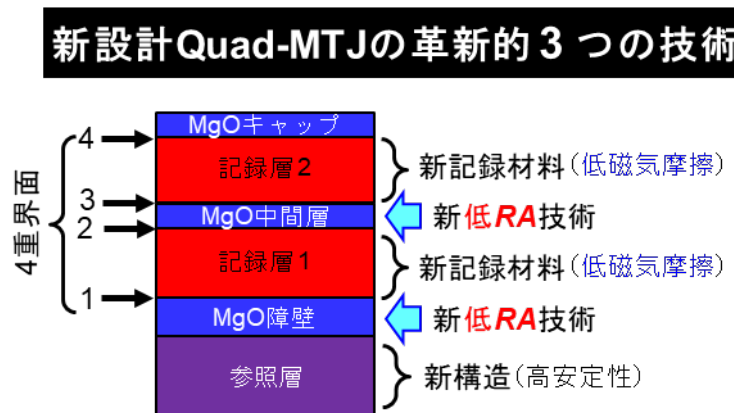 新設計Quad-MTJの革新的3つの技術
MgOキャップ
4
記録層2
新記録材料(低磁気摩擦)
3
MgO中間層
新低RA技術
2
4重界面
記録層1
新記録材料(低磁気摩擦)
1
MgO障壁
新低RA技術
参照層
新構造(高安定性)